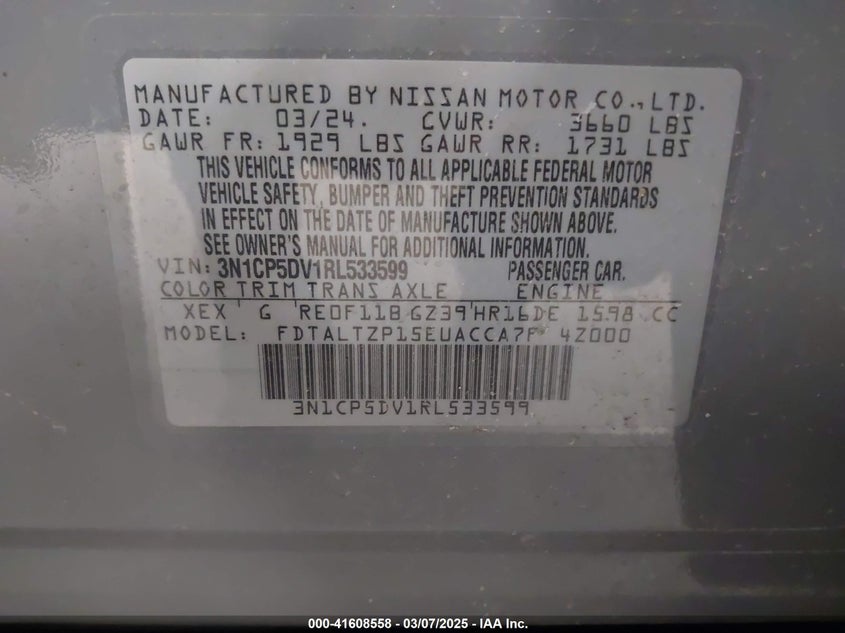 MANUFACTURED BY NISSAN MOTOR CO.,LTD.
DATE: 03/24. GVWR: 3660 LBS
GAWR FR: 1929 LBS GAWR RR: 1731 LBS
THIS VEHICLE CONFORMS TO ALL APPLICABLE FEDERAL MOTOR
VEHICLE SAFETY, BUMPER AND THEFT PREVENTION STANDARDS
IN EFFECT ON THE DATE OF MANUFACTURE SHOWN ABOVE.
SEE OWNER'S MANUAL FOR ADDITIONAL INFORMATION.
VIN: 3N1CP5DV1RL533599 PASSENGER CAR.
COLOR TRIM TRANS AXLE ENGINE
XEX G RE0F11B GZ39 HR16DE 1598 CC
MODEL: FDTALTZP15EUACCA7P 4Z000
3N1CP5DV1RL533599
000-41608558 - 03/07/2025 - IAA Inc.